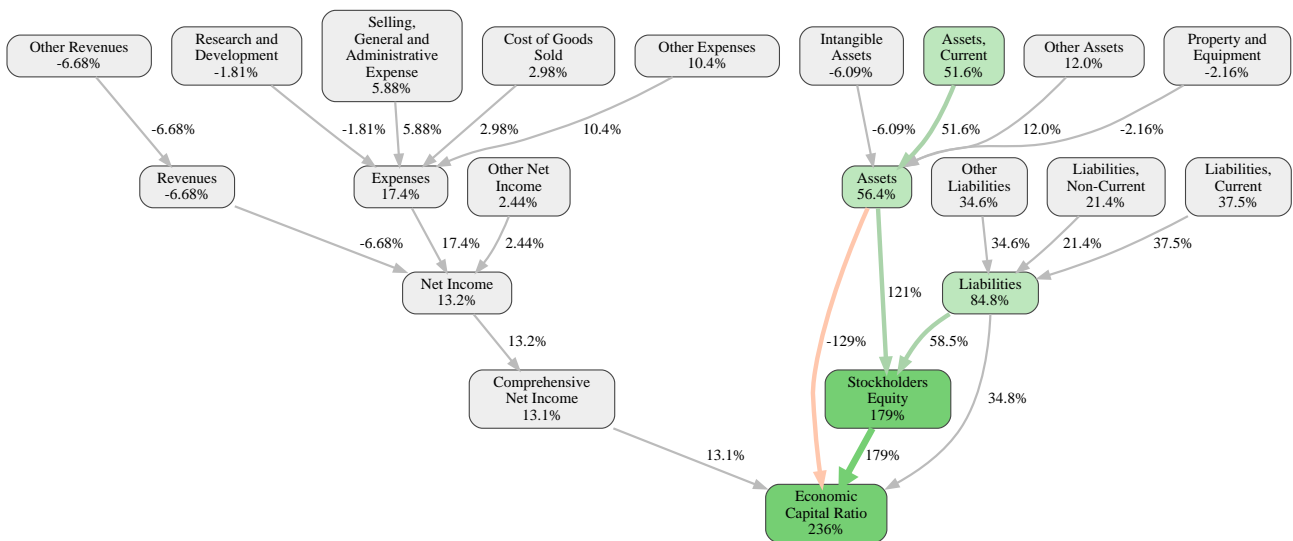 Other Revenues
-6.68%
Research and
Development
-1.81%
Selling,
General and
Administrative
Expense
5.88%
Cost of Goods
Sold
2.98%
Other Expenses
10.4%
Intangible
Assets
-6.09%
Assets,
Current
51.6%
Other Assets
12.0%
Property and
Equipment
-2.16%
-6.68%
-1.81%
5.88%
2.98%
10.4%
-6.09%
51.6%
12.0%
-2.16%
Revenues
-6.68%
Expenses
17.4%
Other Net
Income
2.44%
Assets
56.4%
Other
Liabilities
34.6%
Liabilities,
Non-Current
21.4%
Liabilities,
Current
37.5%
-6.68%
17.4%
2.44%
34.6%
21.4%
37.5%
Net Income
13.2%
121%
Liabilities
84.8%
13.2%
-129%
58.5%
Comprehensive
Net Income
13.1%
Stockholders
Equity
179%
34.8%
13.1%
179%
Economic
Capital Ratio
236%